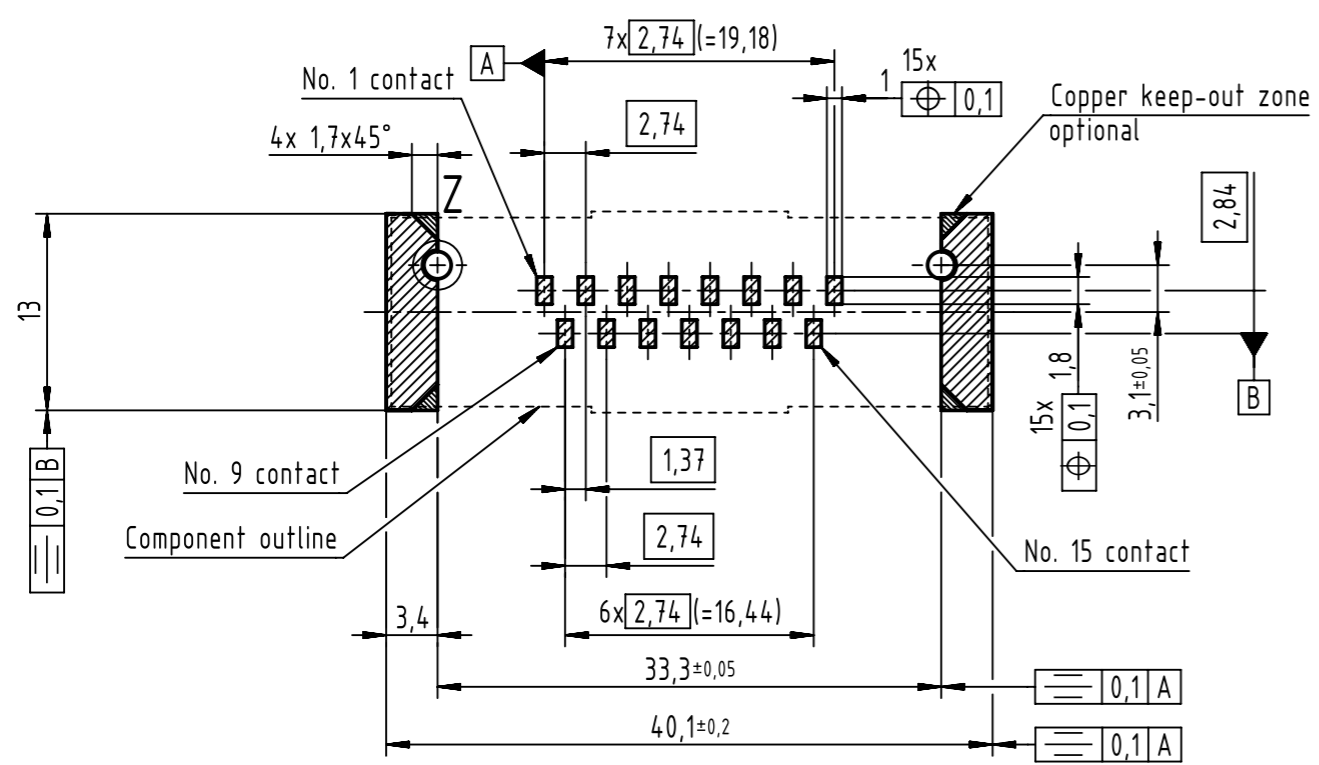 7x 2,74 (=19,18)
A
No. 1 contact
15x
1
⌖ 0,1
2,74
Copper keep-out zone
optional
4x 1,7x45°
Z
2,84
13
1,8
15x
⌖ 0,1
3,1±0,05
B
⌯ 0,1 B
No. 9 contact
1,37
Component outline
2,74
No. 15 contact
3,4
6x 2,74 (=16,44)
33,3±0,05
⌯ 0,1 A
40,1±0,2
⌯ 0,1 A